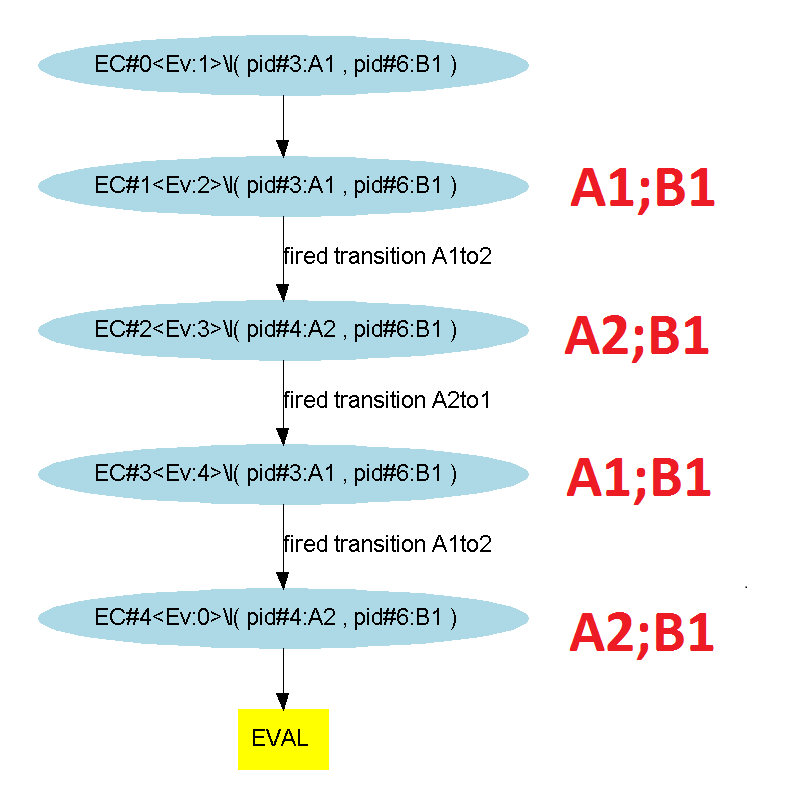 EC#0<Ev:1>\l( pid#3:A1 , pid#6:B1 )
EC#1<Ev:2>\l( pid#3:A1 , pid#6:B1 )
A1;B1
fired transition A1to2
EC#2<Ev:3>\l( pid#4:A2 , pid#6:B1 )
A2;B1
fired transition A2to1
EC#3<Ev:4>\l( pid#3:A1 , pid#6:B1 )
A1;B1
fired transition A1to2
EC#4<Ev:0>\l( pid#4:A2 , pid#6:B1 )
A2;B1
EVAL